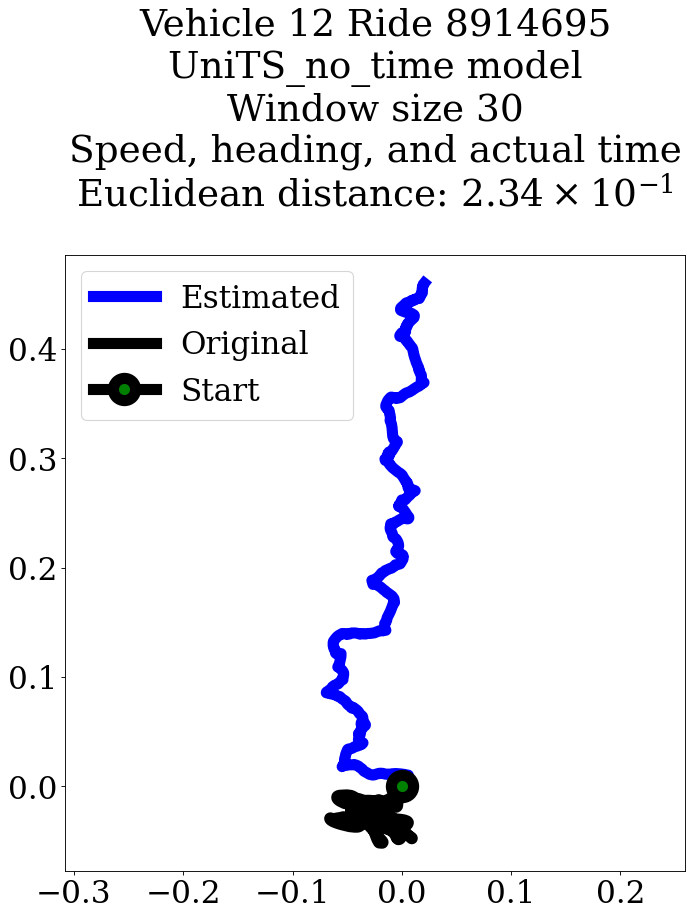 Vehicle 12 Ride 8914695
UniTS_no_time model
Window size 30
Speed, heading, and actual time
Euclidean distance: 2.34 × 10⁻¹
Estimated
Original
Start
0.4
0.3
0.2
0.1
0.0
−0.3 −0.2 −0.1 0.0 0.1 0.2